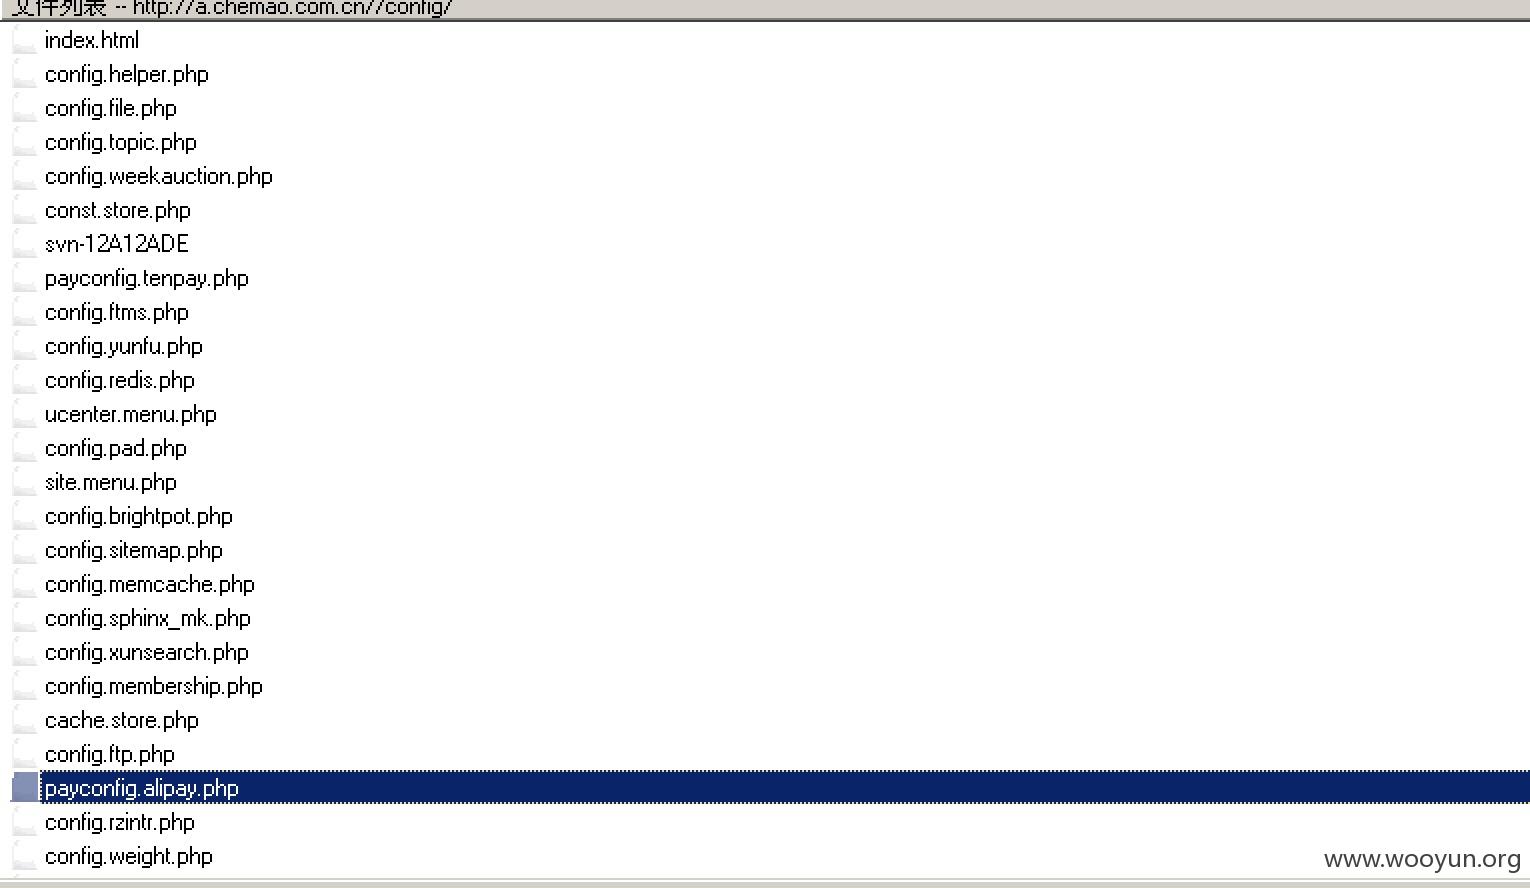 文件列表 -- http://a.chemao.com.cn//config/
index.html
config.helper.php
config.file.php
config.topic.php
config.weekauction.php
const.store.php
svn-12A12ADE
payconfig.tenpay.php
config.ftms.php
config.yunfu.php
config.redis.php
ucenter.menu.php
config.pad.php
site.menu.php
config.brightpot.php
config.sitemap.php
config.memcache.php
config.sphinx_mk.php
config.xunsearch.php
config.membership.php
cache.store.php
config.ftp.php
payconfig.alipay.php
config.rzintr.php
config.weight.php
www.wooyun.org